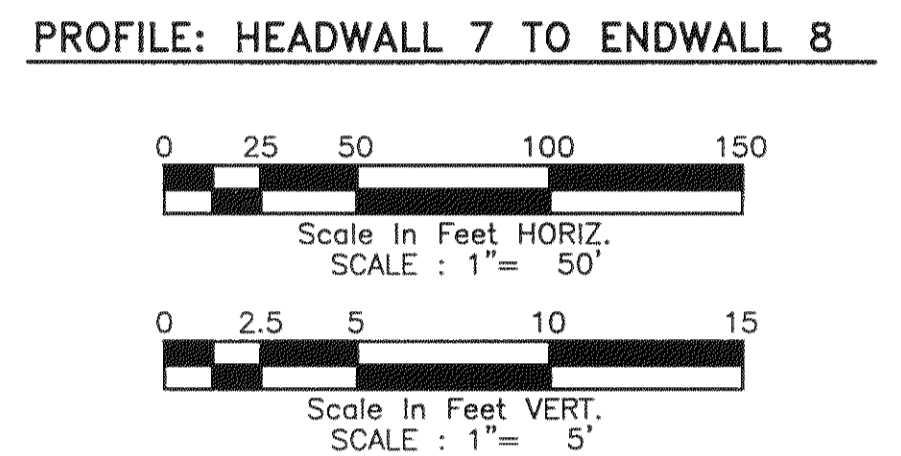 PROFILE: HEADWALL 7 TO ENDWALL 8
0 25 50 100 150
Scale In Feet HORIZ.
SCALE : 1"= 50'
0 2.5 5 10 15
Scale In Feet VERT.
SCALE : 1"= 5'